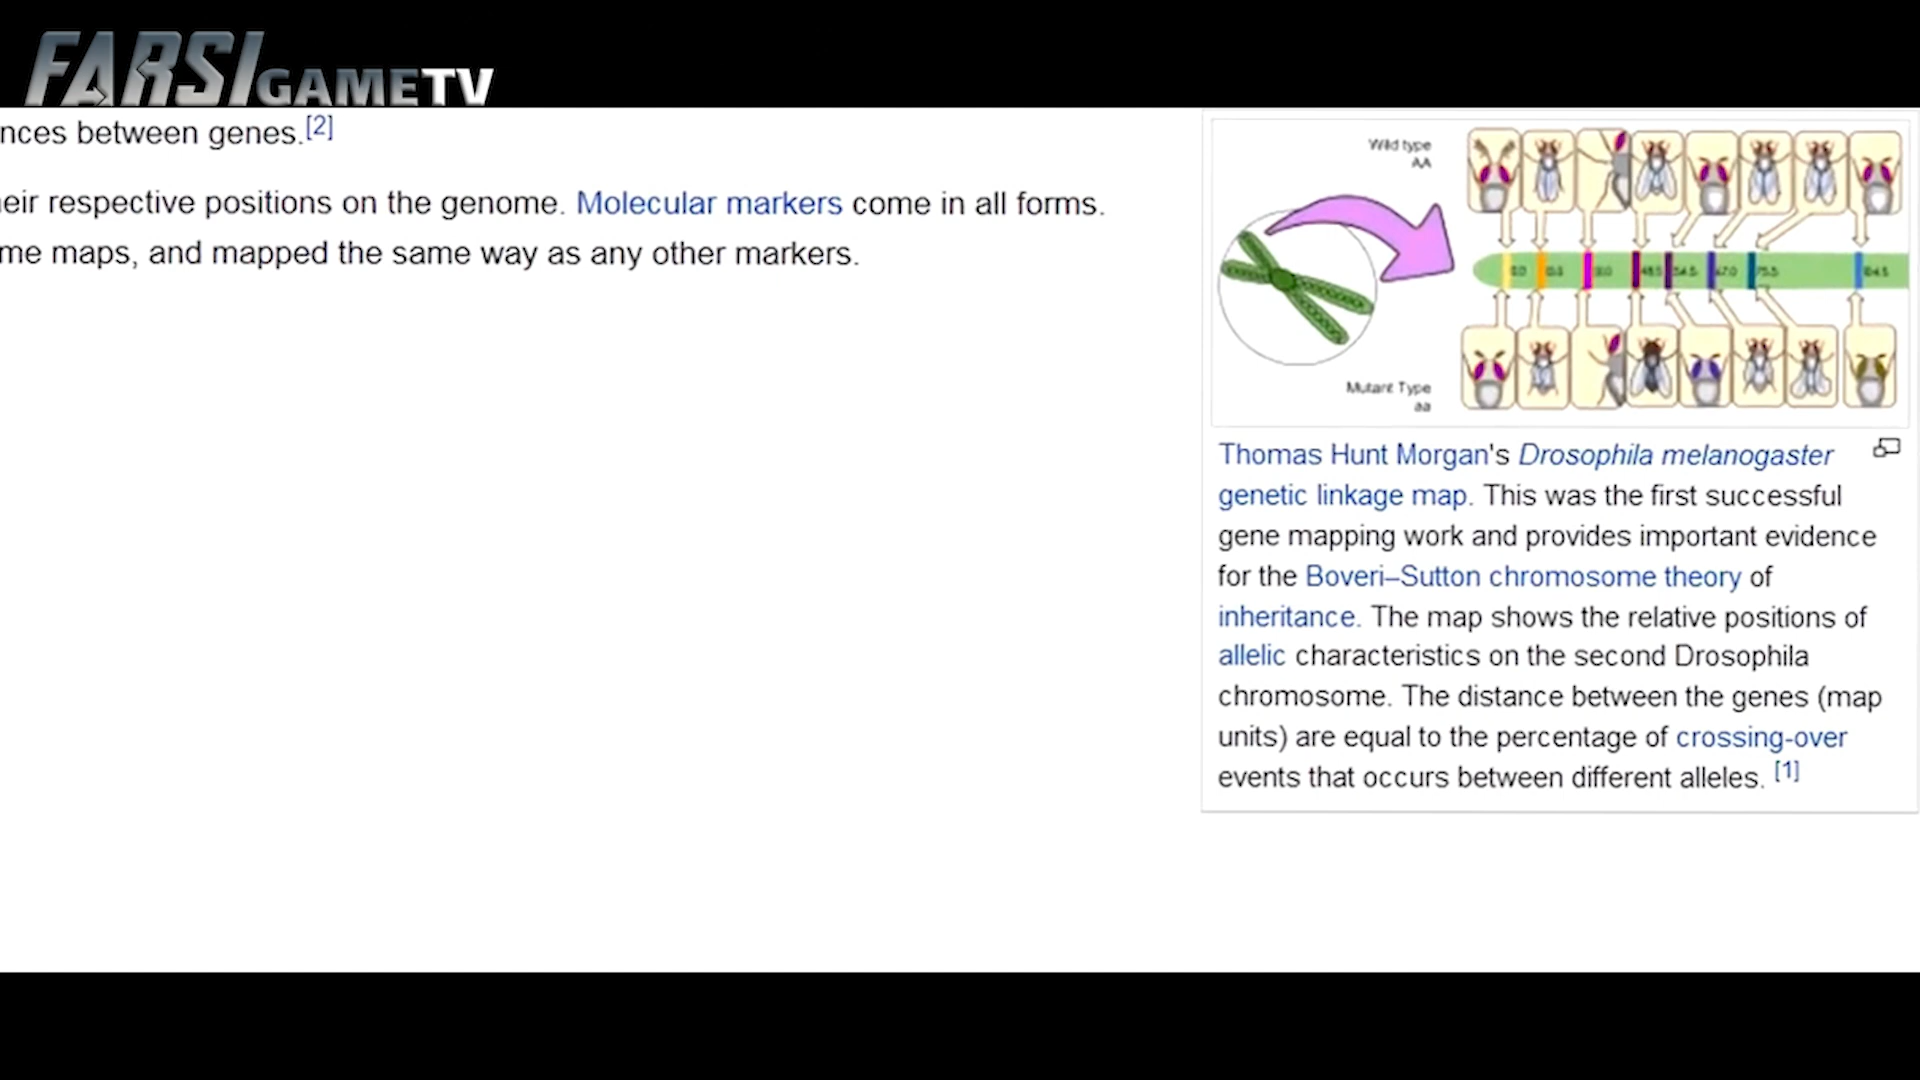 FARSIGAMETV
nces between genes.[2]
eir respective positions on the genome. Molecular markers come in all forms.
me maps, and mapped the same way as any other markers.
Wild type
AA
Mutant Type
aa
Thomas Hunt Morgan's Drosophila melanogaster
genetic linkage map. This was the first successful
gene mapping work and provides important evidence
for the Boveri–Sutton chromosome theory of
inheritance. The map shows the relative positions of
allelic characteristics on the second Drosophila
chromosome. The distance between the genes (map
units) are equal to the percentage of crossing-over
events that occurs between different alleles. [1]